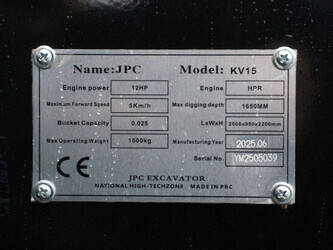 Name: JPC Model: KV15
Engine power 12HP Engine HPR
Maximum Forward Speed 5Km/h Max digging depth 1650MM
Bucket Capacity 0.025 LxWxH 2600x950x2200mm
Max Operating Weight 1500kg Manufacturing Year 2025.06
Serial No. YM2505039
CE
JPC EXCAVATOR
NATIONAL HIGH-TECHZONE MADE IN PRC